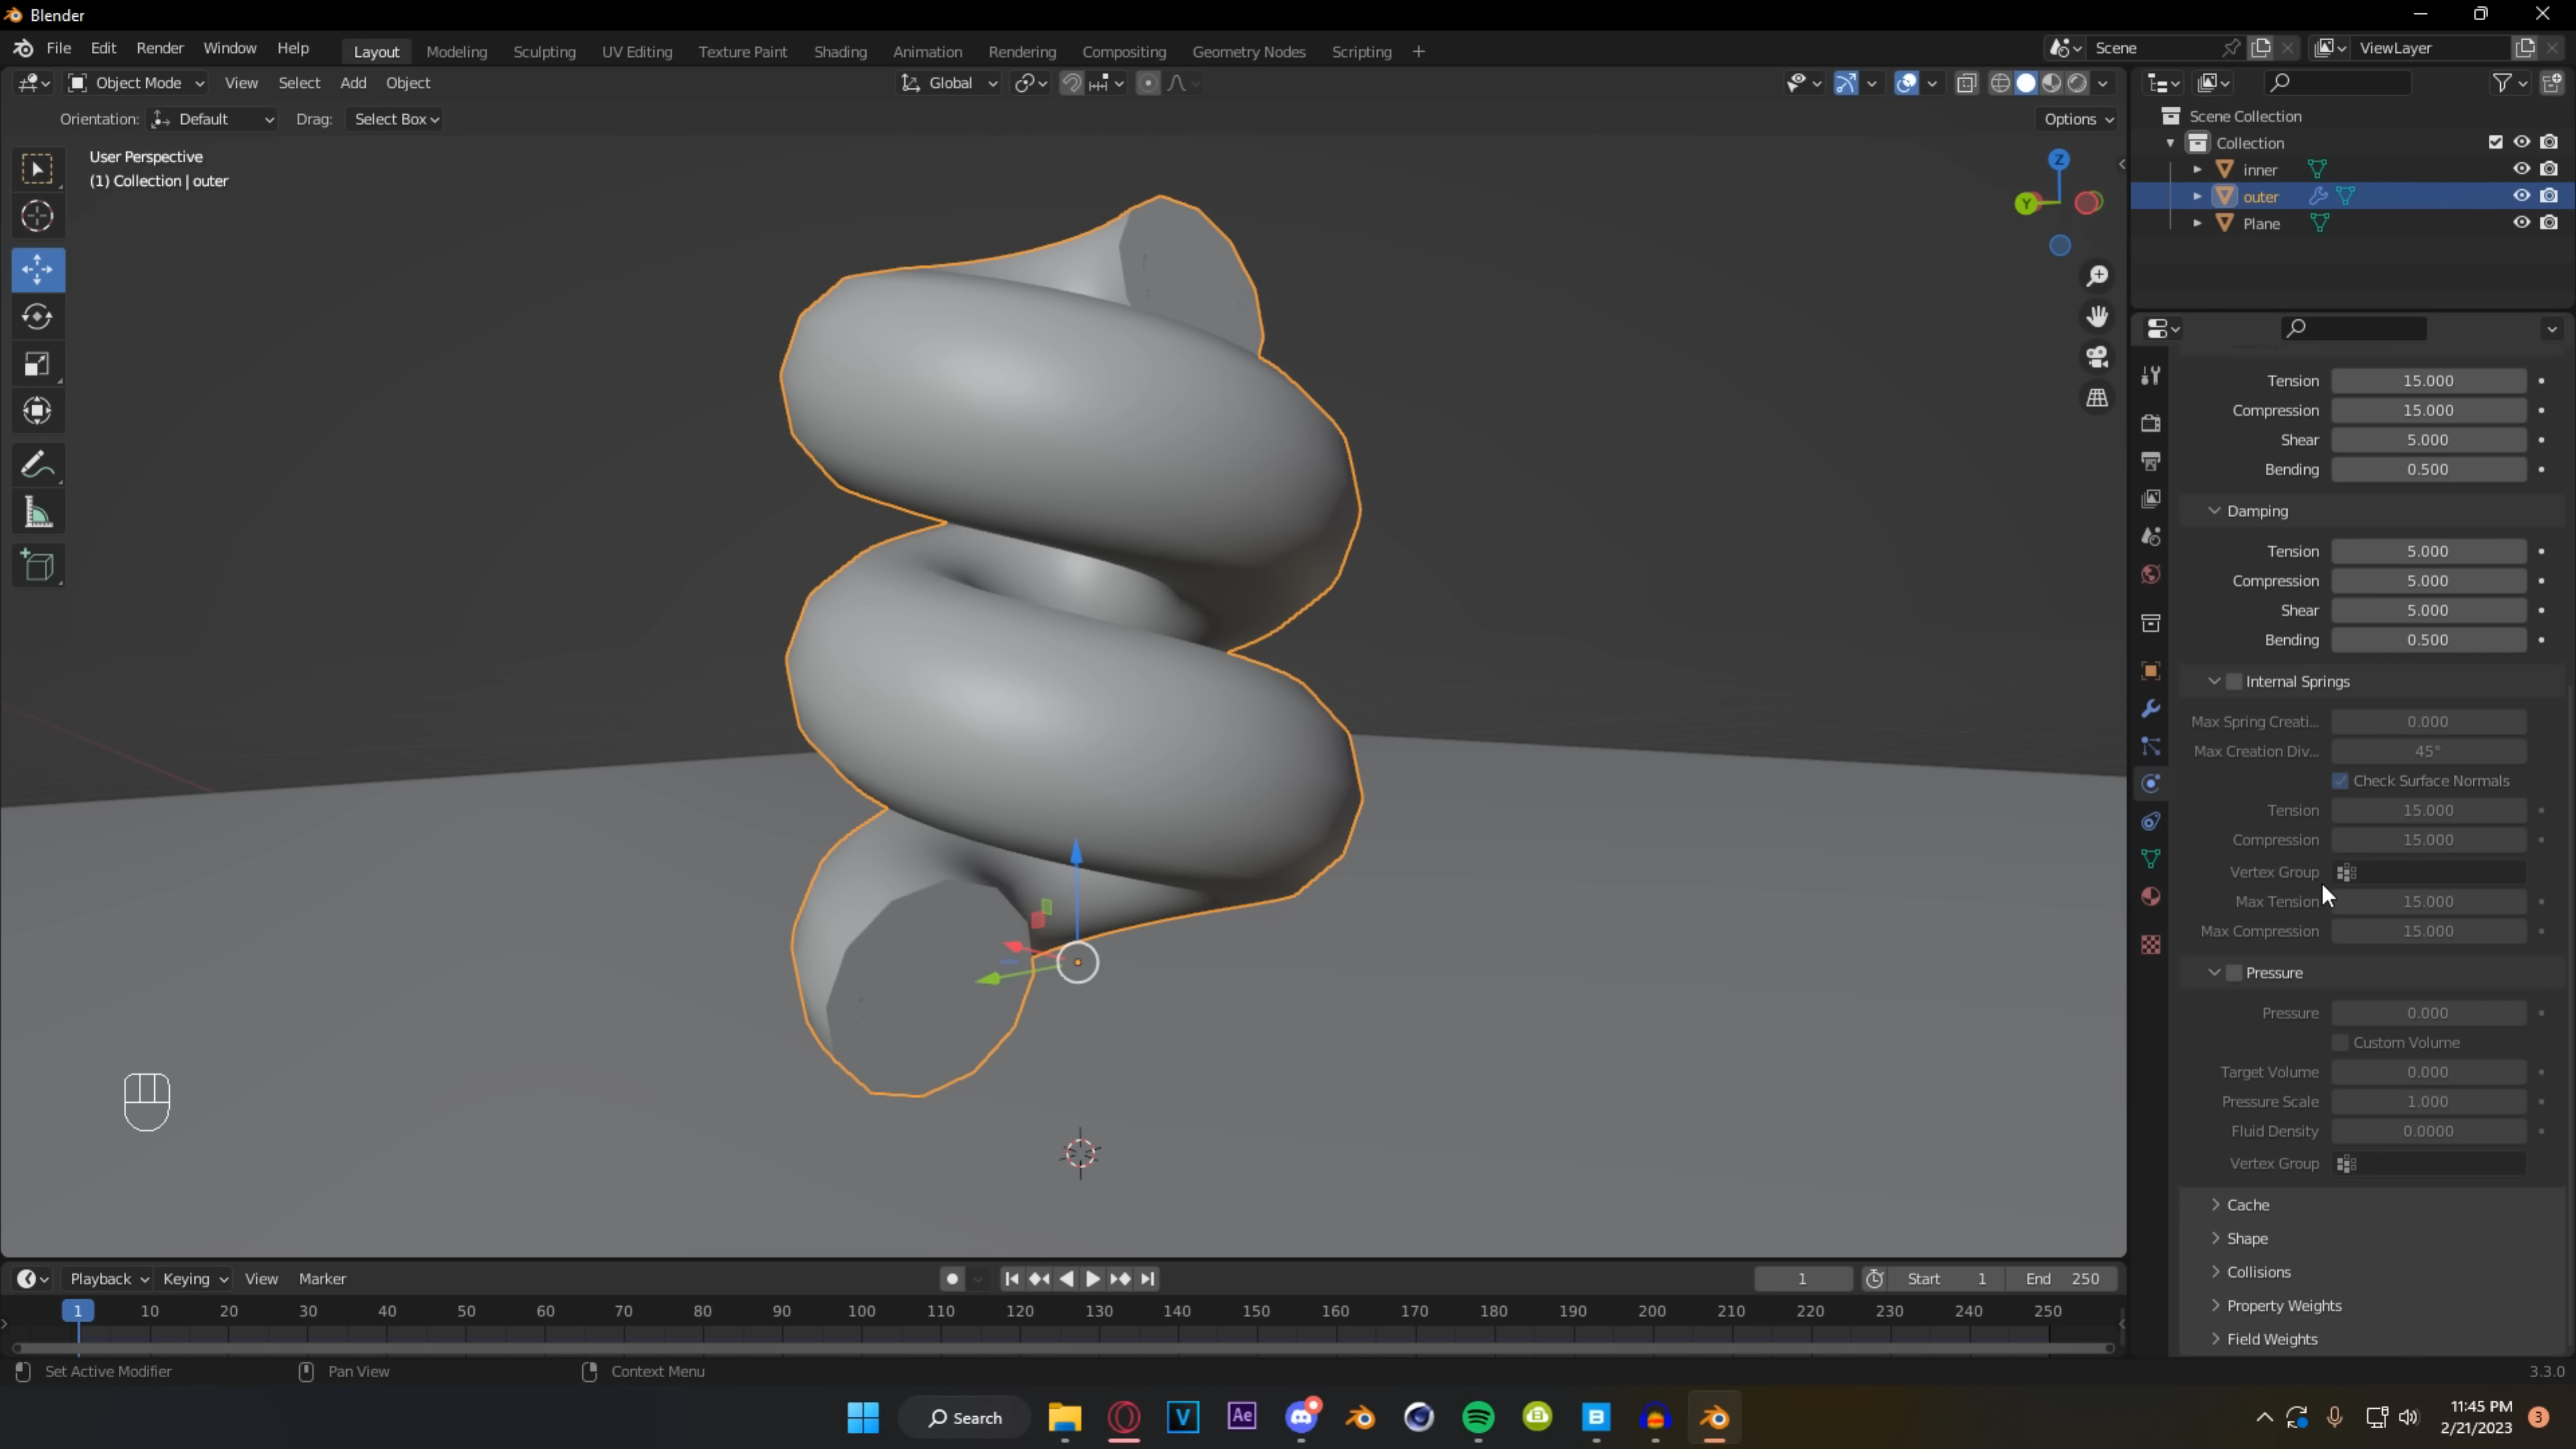 Blender
File Edit Render Window Help Layout Modeling Sculpting UV Editing Texture Paint Shading Animation Rendering Compositing Geometry Nodes Scripting + Scene ViewLayer
Object Mode View Select Add Object Global
Orientation: Default Drag: Select Box Options
User Perspective
(1) Collection | outer
Z
Y
Scene Collection
Collection
inner
outer
Plane
Tension 15.000
Compression 15.000
Shear 5.000
Bending 0.500
Damping
Tension 5.000
Compression 5.000
Shear 5.000
Bending 0.500
Internal Springs
Max Spring Creati... 0.000
Max Creation Div... 45°
Check Surface Normals
Tension 15.000
Compression 15.000
Vertex Group
Max Tension 15.000
Max Compression 15.000
Pressure
Pressure 0.000
Custom Volume
Target Volume 0.000
Pressure Scale 1.000
Fluid Density 0.0000
Vertex Group
Cache
Shape
Collisions
Property Weights
Field Weights
Playback Keying View Marker 1 Start 1 End 250
1 10 20 30 40 50 60 70 80 90 100 110 120 130 140 150 160 170 180 190 200 210 220 230 240 250
Set Active Modifier Pan View Context Menu 3.3.0
Search V Ae B 11:45 PM 3
2/21/2023